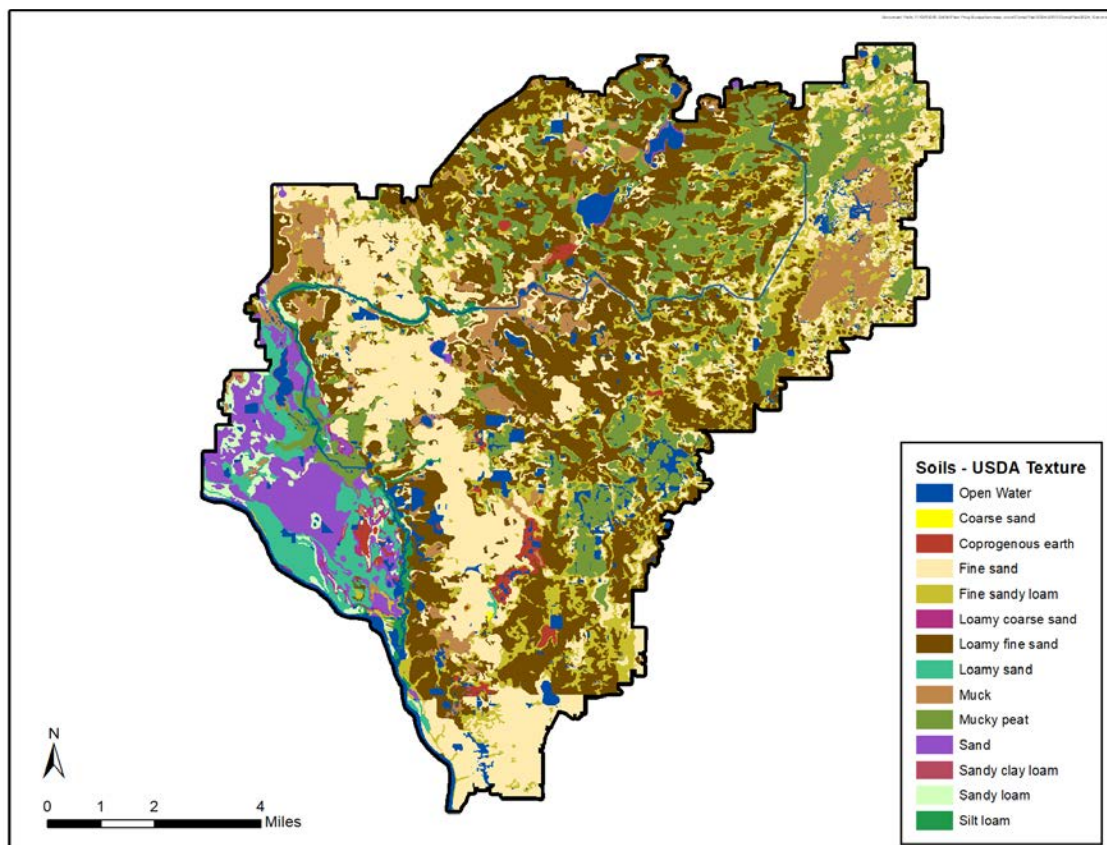 Soils - USDA Texture
Open Water
Coarse sand
Coprogenous earth
Fine sand
Fine sandy loam
Loamy coarse sand
Loamy fine sand
Loamy sand
Muck
Mucky peat
Sand
Sandy clay loam
Sandy loam
Silt loam
N
0 1 2 4
Miles